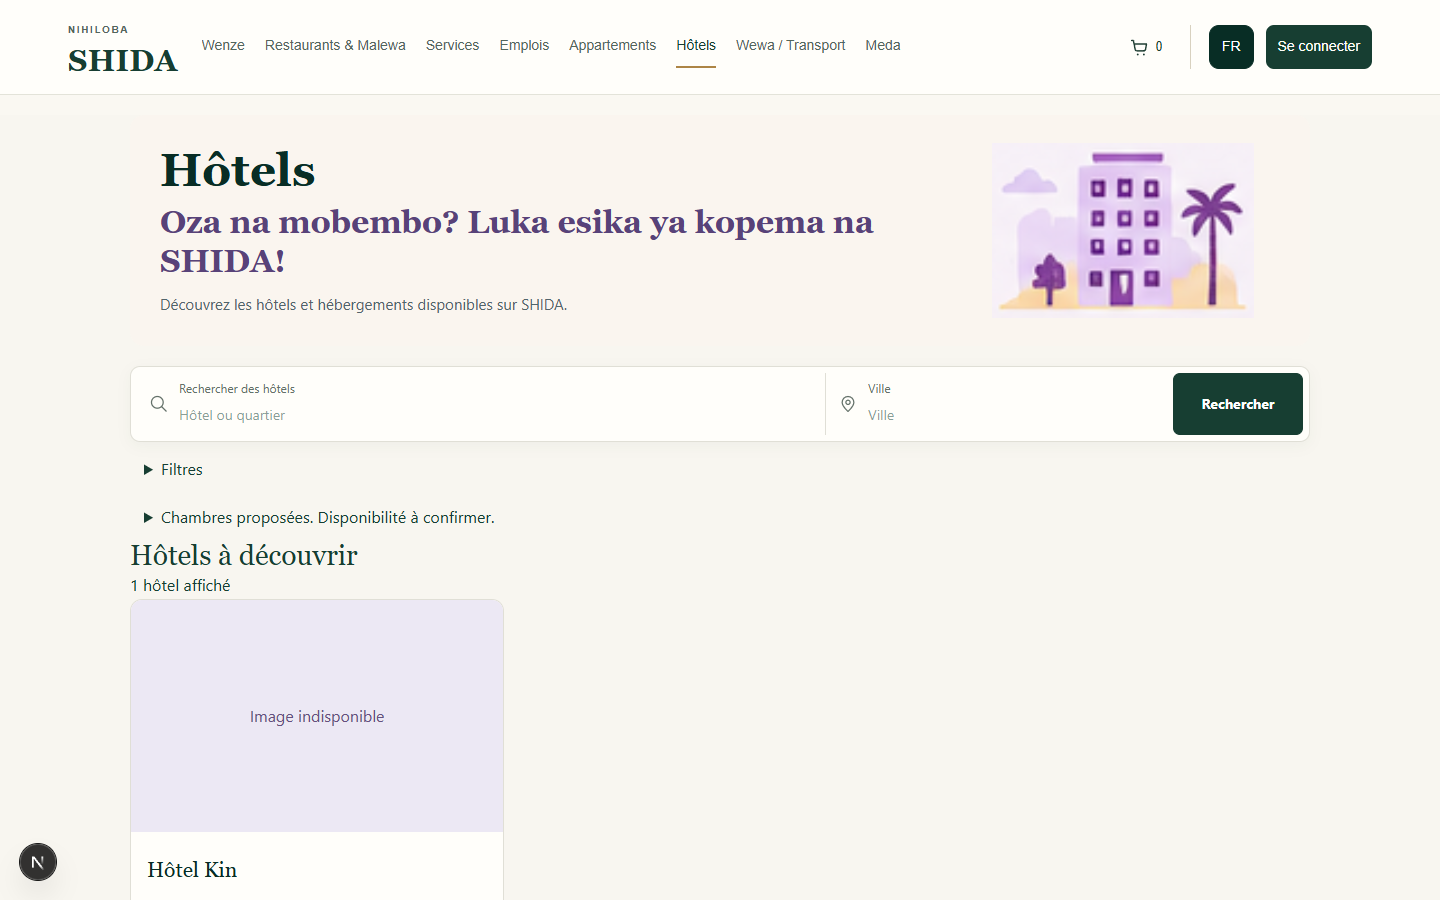 NIHILOBA
SHIDA
Wenze
Restaurants & Malewa
Services
Emplois
Appartements
Hôtels
Wewa / Transport
Meda
0
FR
Se connecter
Hôtels
Oza na mobembo? Luka esika ya kopema na
SHIDA!
Découvrez les hôtels et hébergements disponibles sur SHIDA.
Rechercher des hôtels
Hôtel ou quartier
Ville
Ville
Rechercher
Filtres
Chambres proposées. Disponibilité à confirmer.
Hôtels à découvrir
1 hôtel affiché
Image indisponible
Hôtel Kin
N